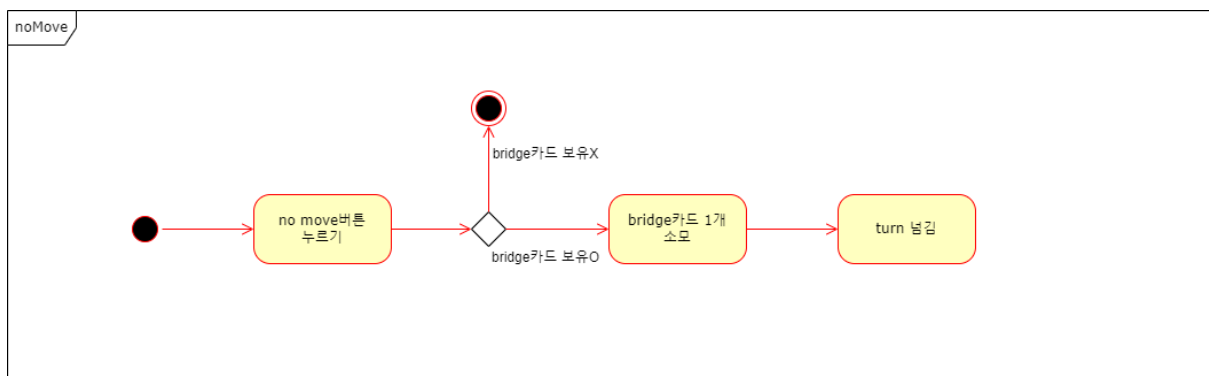 noMove
bridge카드 보유X
no move버튼
누르기
bridge카드 1개
소모
turn 넘김
bridge카드 보유O